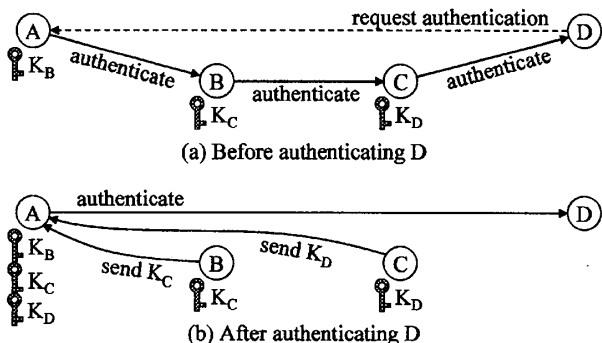 request authentication
A
D
K_B
authenticate
authenticate
authenticate
B
C
K_C
K_D
(a) Before authenticating D
authenticate
A
D
K_B
send K_C
send K_D
B
C
K_C
K_C
K_D
K_D
(b) After authenticating D